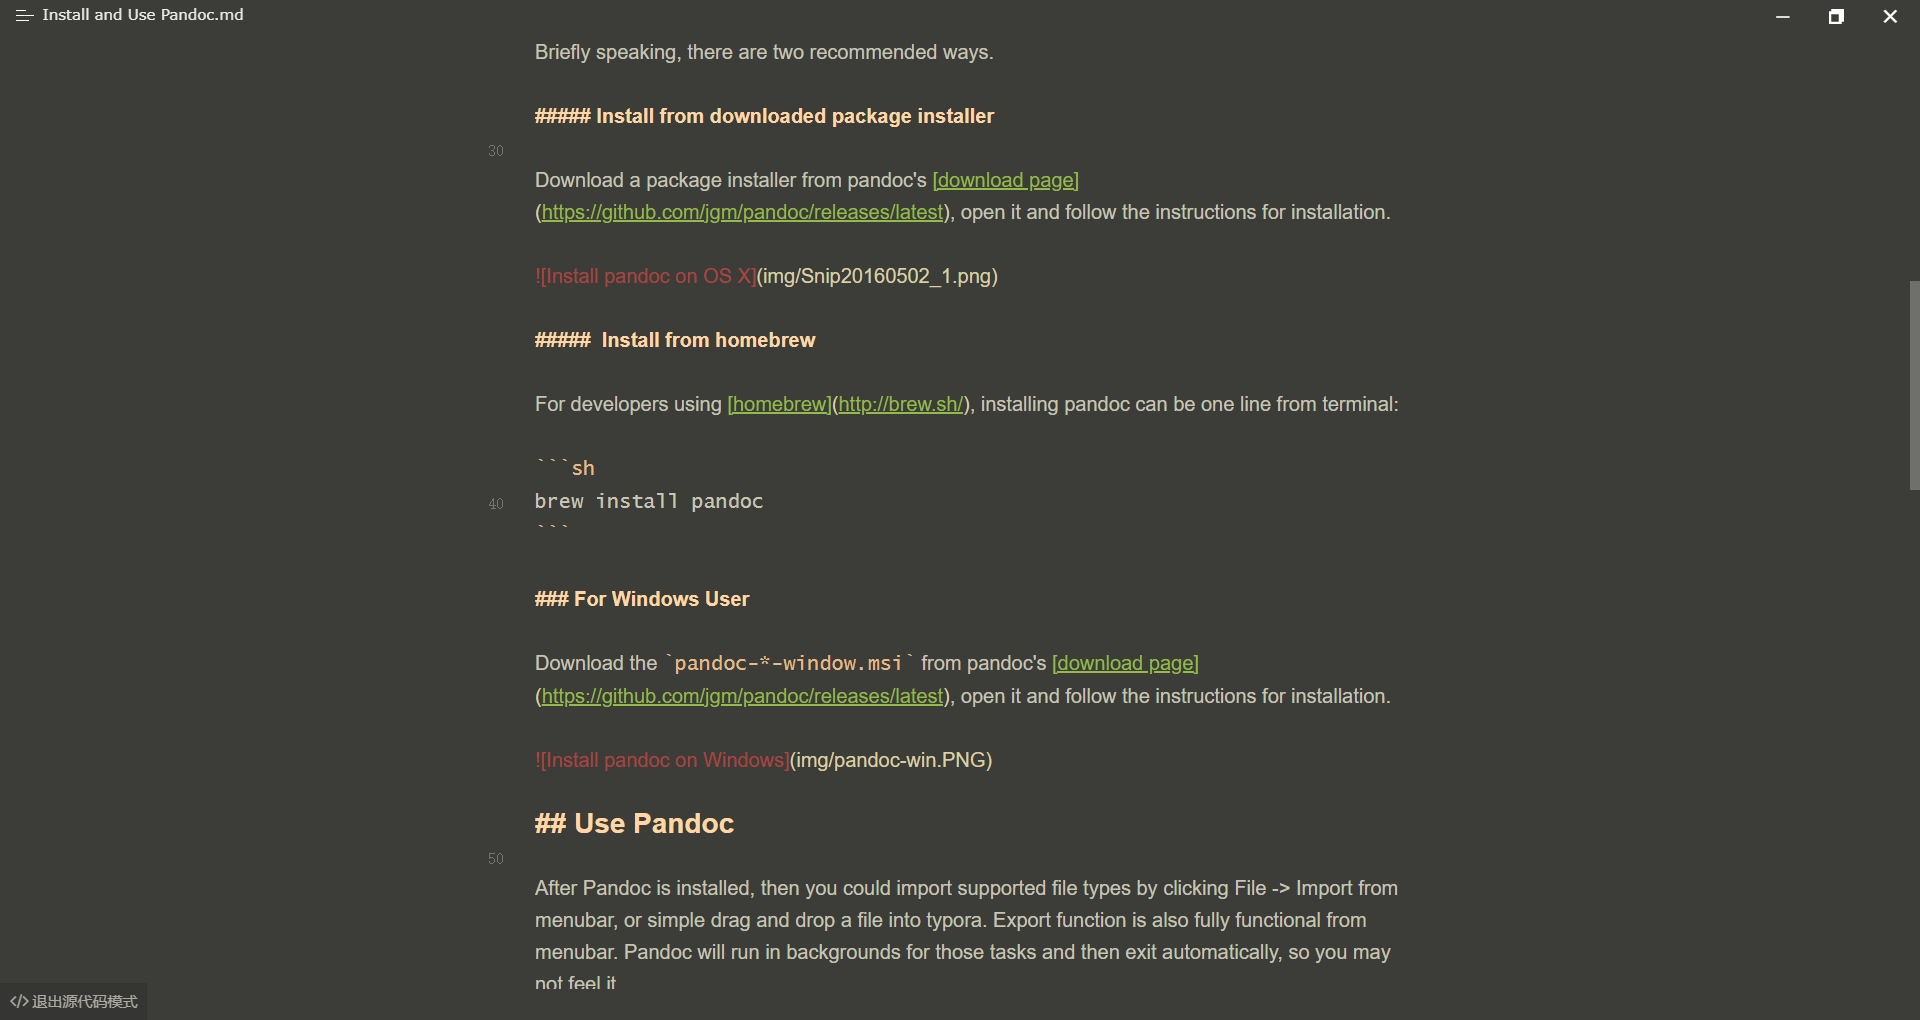 Install and Use Pandoc.md
Briefly speaking, there are two recommended ways.
##### Install from downloaded package installer
30
Download a package installer from pandoc's [download page]
(https://github.com/jgm/pandoc/releases/latest), open it and follow the instructions for installation.
![Install pandoc on OS X](img/Snip20160502_1.png)
#####  Install from homebrew
For developers using [homebrew](http://brew.sh/), installing pandoc can be one line from terminal:
```sh
40 brew install pandoc
```
### For Windows User
Download the `pandoc-*-window.msi` from pandoc's [download page]
(https://github.com/jgm/pandoc/releases/latest), open it and follow the instructions for installation.
![Install pandoc on Windows](img/pandoc-win.PNG)
## Use Pandoc
50
After Pandoc is installed, then you could import supported file types by clicking File -> Import from
menubar, or simple drag and drop a file into typora. Export function is also fully functional from
menubar. Pandoc will run in backgrounds for those tasks and then exit automatically, so you may
not feel it
</> 退出源代码模式